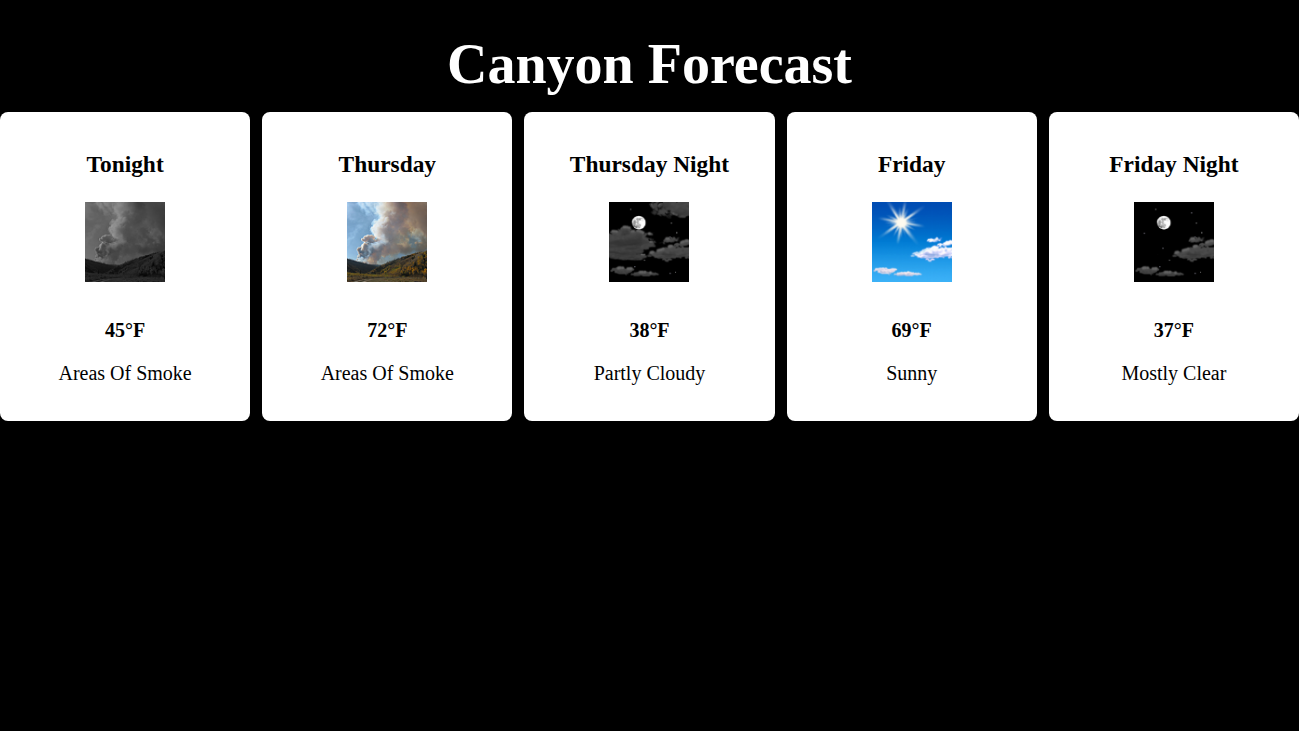 Canyon Forecast
Tonight
45°F
Areas Of Smoke
Thursday
72°F
Areas Of Smoke
Thursday Night
38°F
Partly Cloudy
Friday
69°F
Sunny
Friday Night
37°F
Mostly Clear